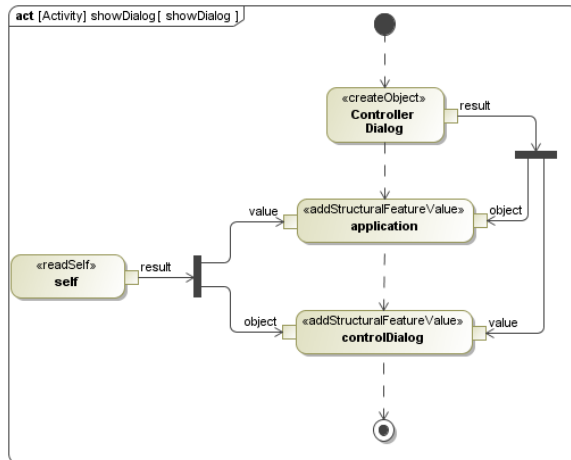 act [Activity] showDialog[ showDialog ]
«createObject»
Controller
Dialog
result
value
«addStructuralFeatureValue»
application
object
«readSelf»
self
result
object
«addStructuralFeatureValue»
controlDialog
value